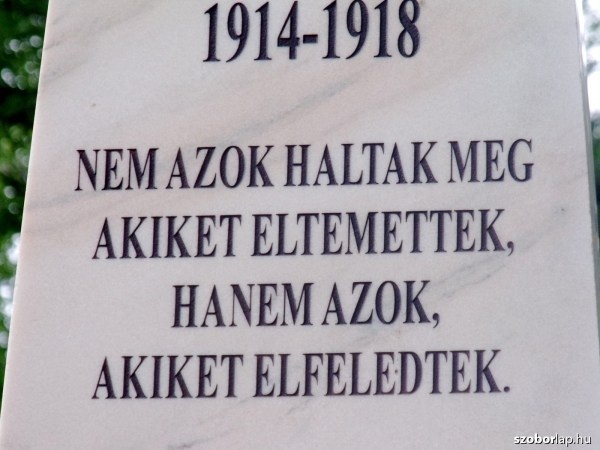 1914-1918
NEM AZOK HALTAK MEG
AKIKET ELTEMETTEK,
HANEM AZOK,
AKIKET ELFELEDTEK.
szoborlap.hu